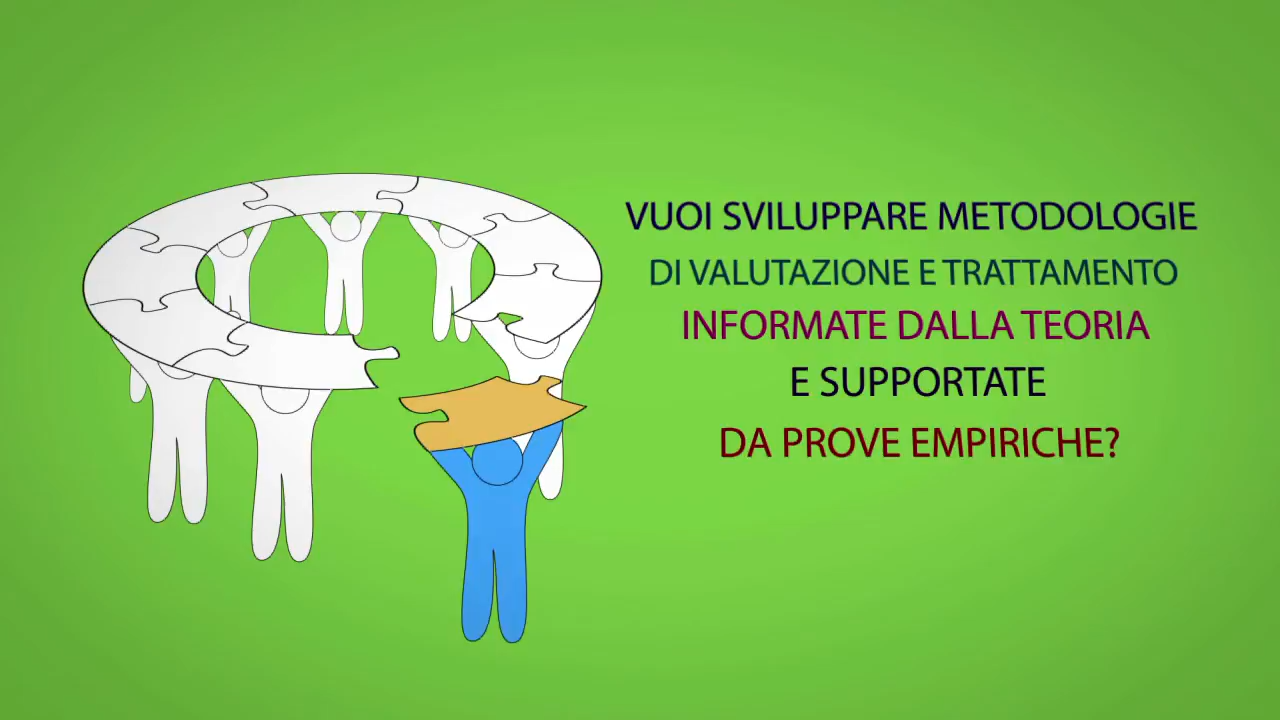 VUOI SVILUPPARE METODOLOGIE
DI VALUTAZIONE E TRATTAMENTO
INFORMATE DALLA TEORIA
E SUPPORTATE
DA PROVE EMPIRICHE?